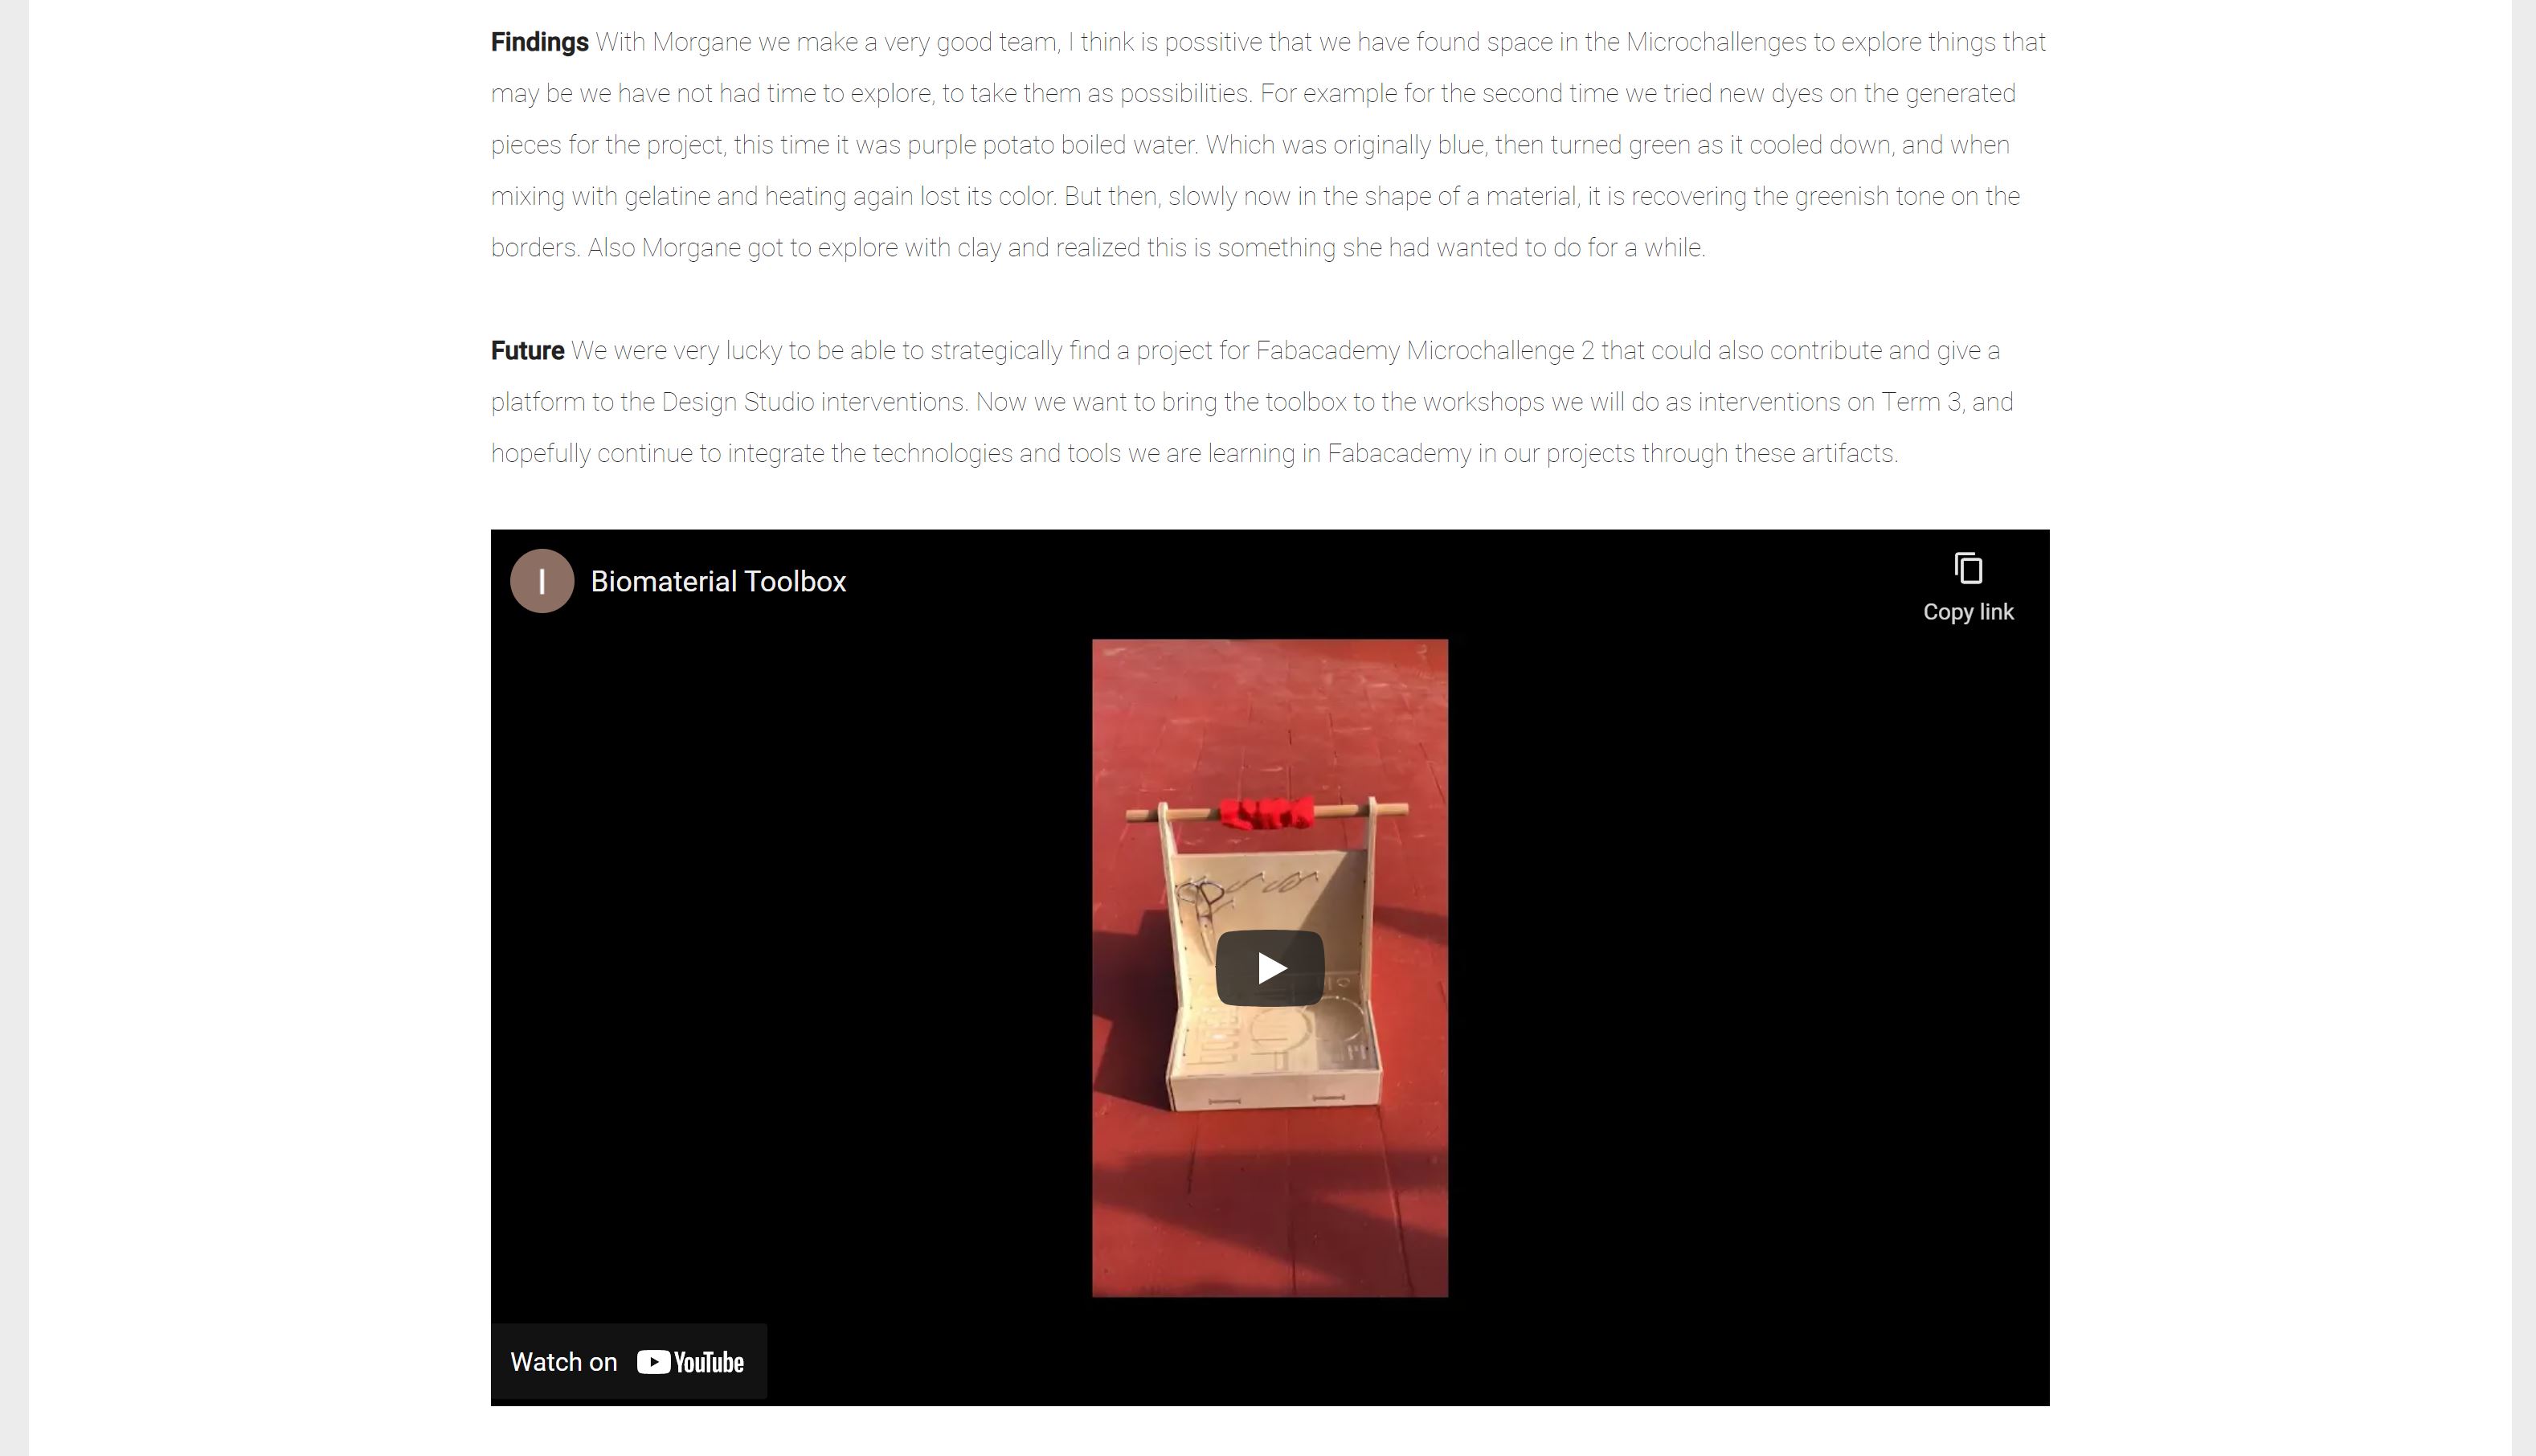 Findings With Morgane we make a very good team, I think is possitive that we have found space in the Microchallenges to explore things that
may be we have not had time to explore, to take them as possibilities. For example for the second time we tried new dyes on the generated
pieces for the project, this time it was purple potato boiled water. Which was originally blue, then turned green as it cooled down, and when
mixing with gelatine and heating again lost its color. But then, slowly now in the shape of a material, it is recovering the greenish tone on the
borders. Also Morgane got to explore with clay and realized this is something she had wanted to do for a while.
Future We were very lucky to be able to strategically find a project for Fabacademy Microchallenge 2 that could also contribute and give a
platform to the Design Studio interventions. Now we want to bring the toolbox to the workshops we will do as interventions on Term 3, and
hopefully continue to integrate the technologies and tools we are learning in Fabacademy in our projects through these artifacts.
I
Biomaterial Toolbox
Copy link
Watch on YouTube